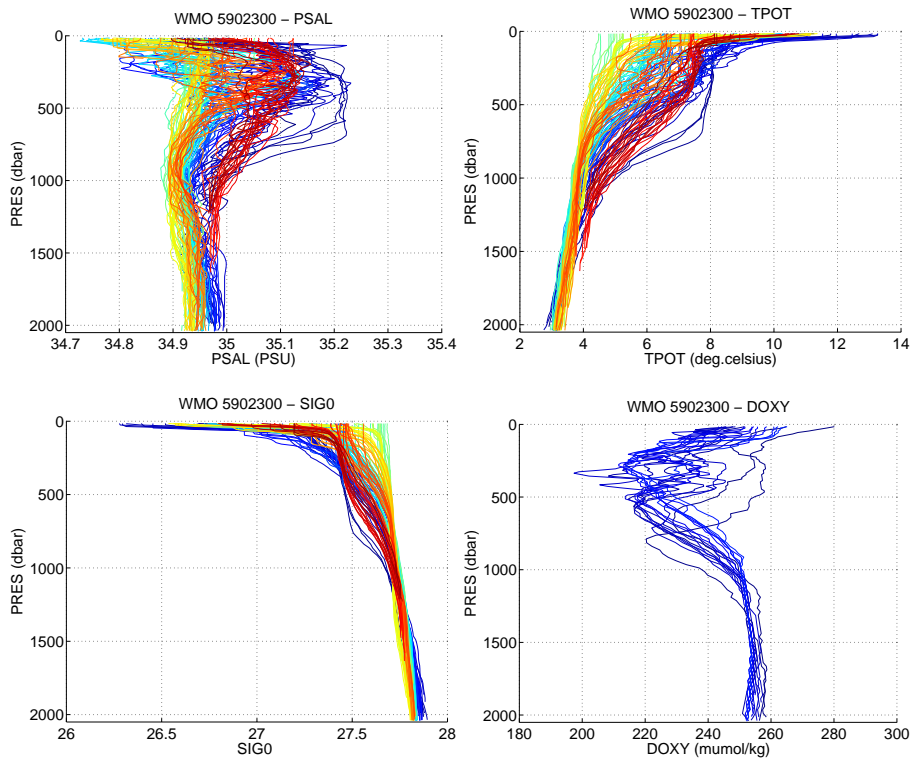 WMO 5902300 − PSAL
0
500
1000
1500
2000
PRES (dbar)
34.7 34.8 34.9 35 35.1 35.2 35.3 35.4
PSAL (PSU)
WMO 5902300 − TPOT
0
500
1000
1500
2000
PRES (dbar)
2 4 6 8 10 12 14
TPOT (deg.celsius)
WMO 5902300 − SIG0
0
500
1000
1500
2000
PRES (dbar)
26 26.5 27 27.5 28
SIG0
WMO 5902300 − DOXY
0
500
1000
1500
2000
PRES (dbar)
180 200 220 240 260 280 300
DOXY (mumol/kg)